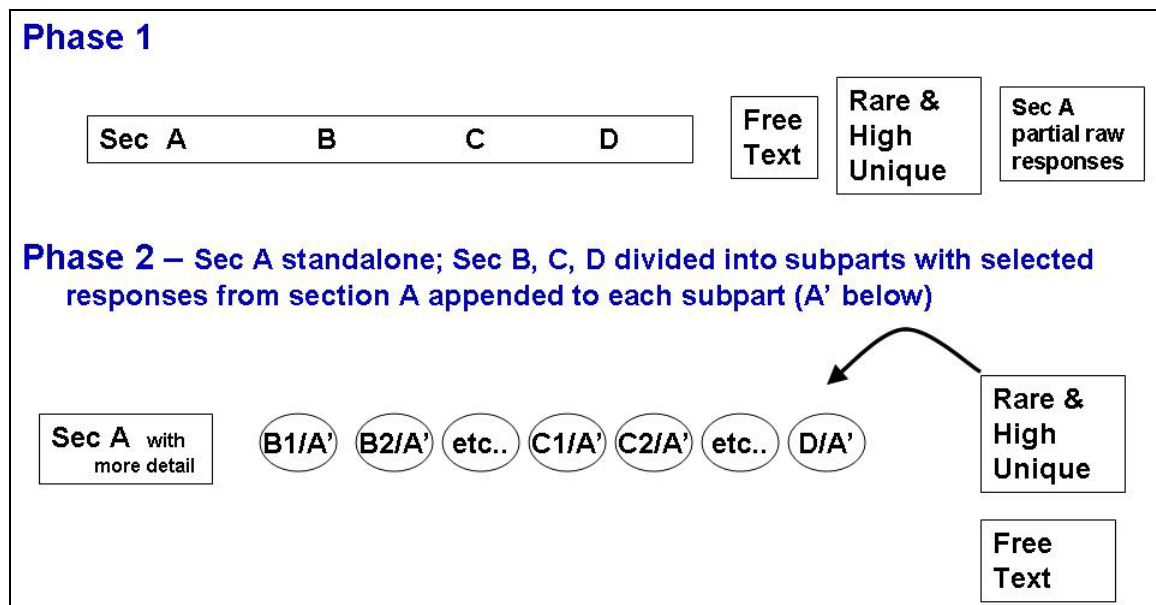 Phase 1
Sec A B C D
Free
Text
Rare &
High
Unique
Sec A
partial raw
responses
Phase 2 – Sec A standalone; Sec B, C, D divided into subparts with selected
responses from section A appended to each subpart (A’ below)
Sec A with
more detail
B1/A’
B2/A’
etc..
C1/A’
C2/A’
etc..
D/A’
Rare &
High
Unique
Free
Text